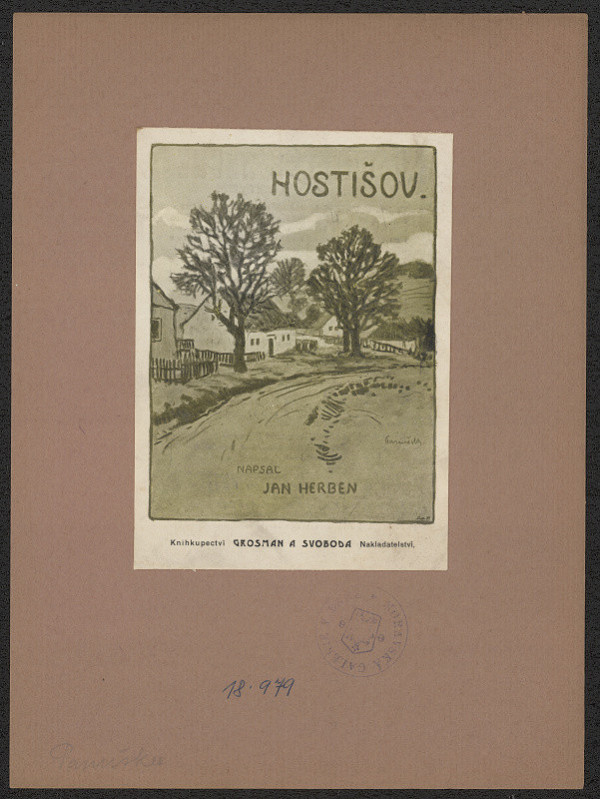 HOSTIŠOV.
NAPSAL
JAN HERBEN
Knihkupectví GROSMAN A SVOBODA Nakladatelství.
18·979